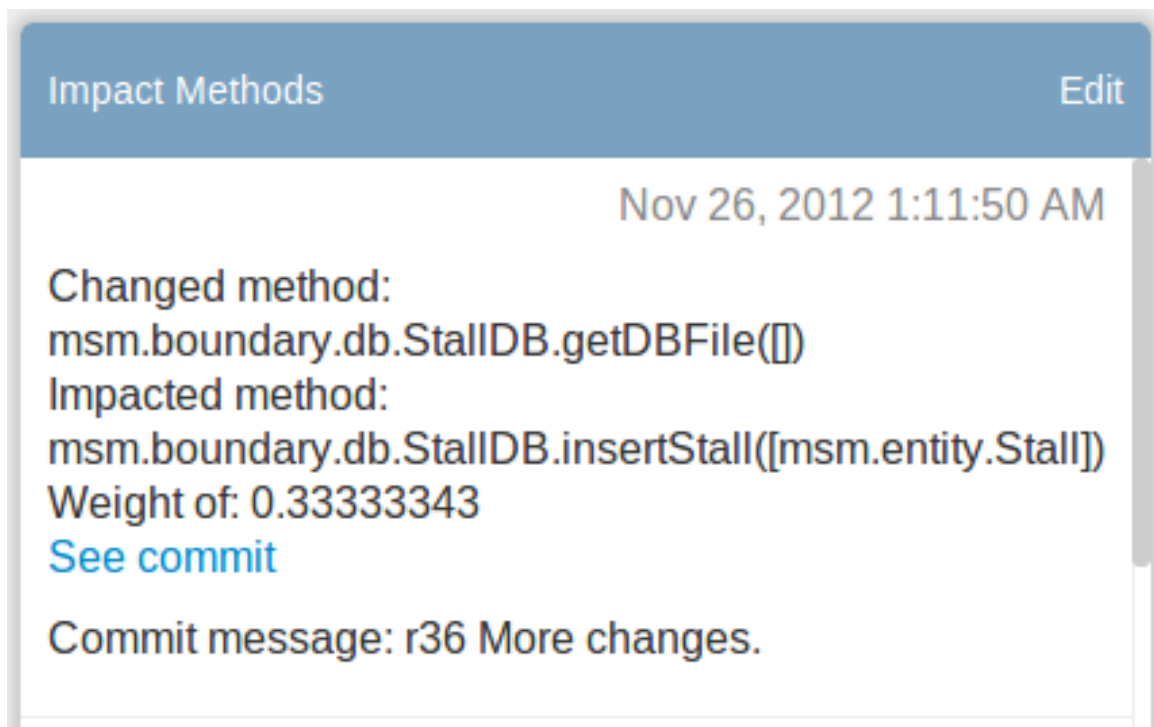 Impact Methods Edit
Nov 26, 2012 1:11:50 AM
Changed method:
msm.boundary.db.StallDB.getDBFile([])
Impacted method:
msm.boundary.db.StallDB.insertStall([msm.entity.Stall])
Weight of: 0.33333343
See commit
Commit message: r36 More changes.